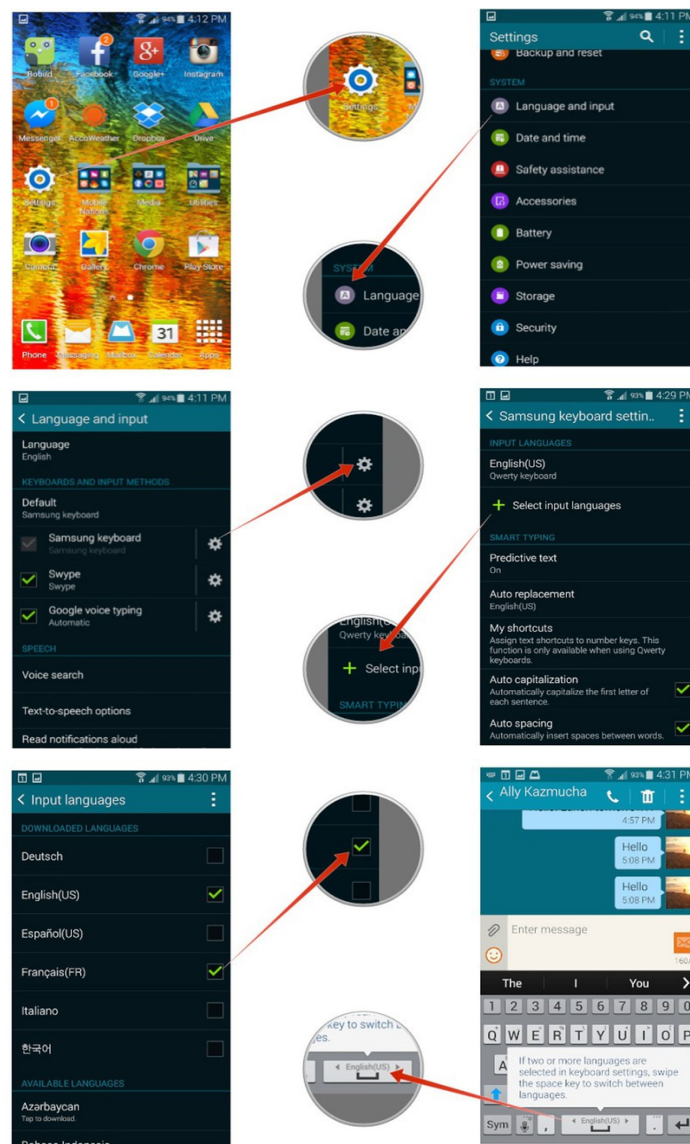 4:12 PM
94%
Facebook
2
Google+
Instagram
Messenger
1
AccuWeather
Dropbox
Drive
Settings
Mobile
Nations
Media
Utilities
Camera
Gallery
Chrome
Play Store
31
Phone
Messaging
Mailbox
Calendar
Apps
Settings
94% 4:11 PM
Settings
Backup and reset
SYSTEM
Language and input
Date and time
Safety assistance
Accessories
Battery
Power saving
Storage
Security
Help
SYSTEM
Language
Date an
94% 4:11 PM
Language and input
Language
English
KEYBOARDS AND INPUT METHODS
Default
Samsung keyboard
Samsung keyboard
Samsung keyboard
Swype
Swype
Google voice typing
Automatic
SPEECH
Voice search
Text-to-speech options
Read notifications aloud
93% 4:29 PM
Samsung keyboard settin..
INPUT LANGUAGES
English(US)
Qwerty keyboard
+ Select input languages
SMART TYPING
Predictive text
On
Auto replacement
English(US)
My shortcuts
Assign text shortcuts to number keys. This
function is only available when using Qwerty
keyboards.
Auto capitalization
Automatically capitalize the first letter of
each sentence.
Auto spacing
Automatically insert spaces between words.
Qwerty keyboa
+ Select inp
SMART TYPIN
93% 4:30 PM
Input languages
DOWNLOADED LANGUAGES
Deutsch
English(US)
Español(US)
Français(FR)
Italiano
한국어
AVAILABLE LANGUAGES
Azərbaycan
Tap to download.
93% 4:31 PM
Ally Kazmucha
4:57 PM
Hello
5:08 PM
Hello
5:08 PM
Enter message
160/
The I You
1 2 3 4 5 6 7 8 9 0
Q W E R T Y U I O P
A
If two or more languages are
selected in keyboard settings, swipe
the space key to switch between
languages.
Sym , English(US) .
key to switch b
es.
English(US)